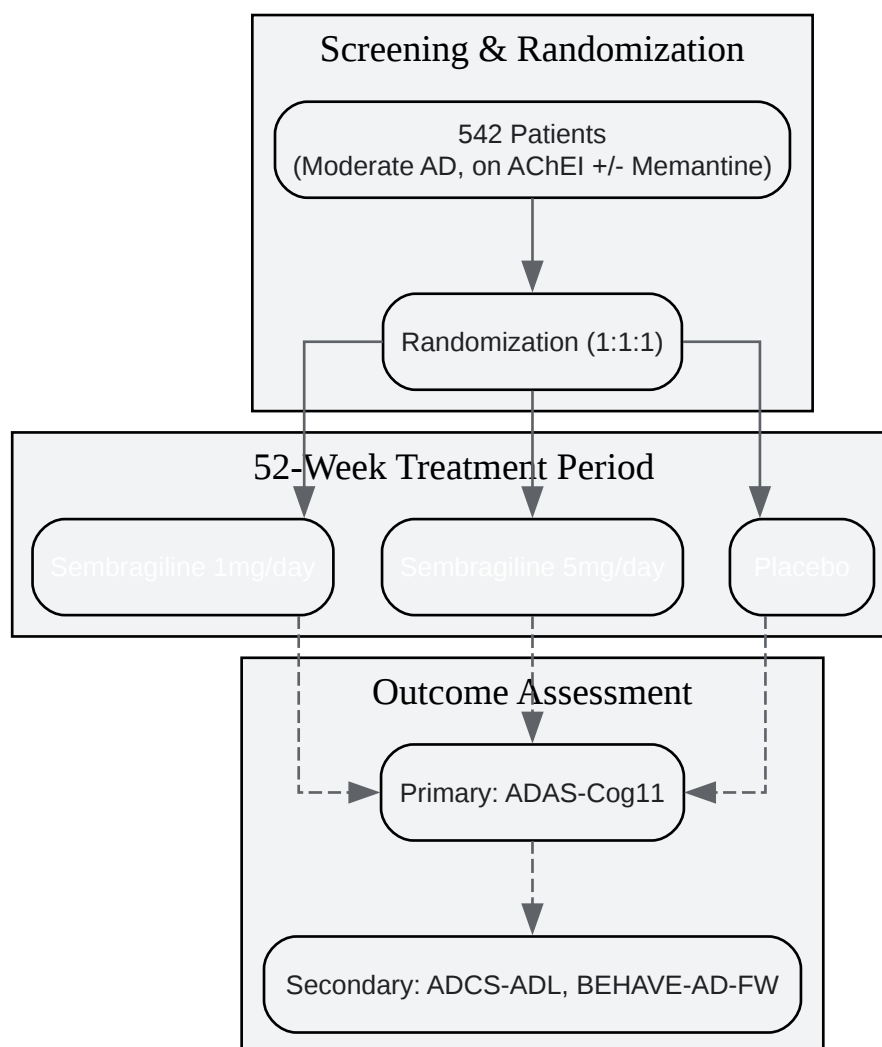 Screening & Randomization
542 Patients
(Moderate AD, on AChEI +/- Memantine)
Randomization (1:1:1)
52-Week Treatment Period
Sembragiline 1mg/day
Sembragiline 5mg/day
Placebo
Outcome Assessment
Primary: ADAS-Cog11
Secondary: ADCS-ADL, BEHAVE-AD-FW